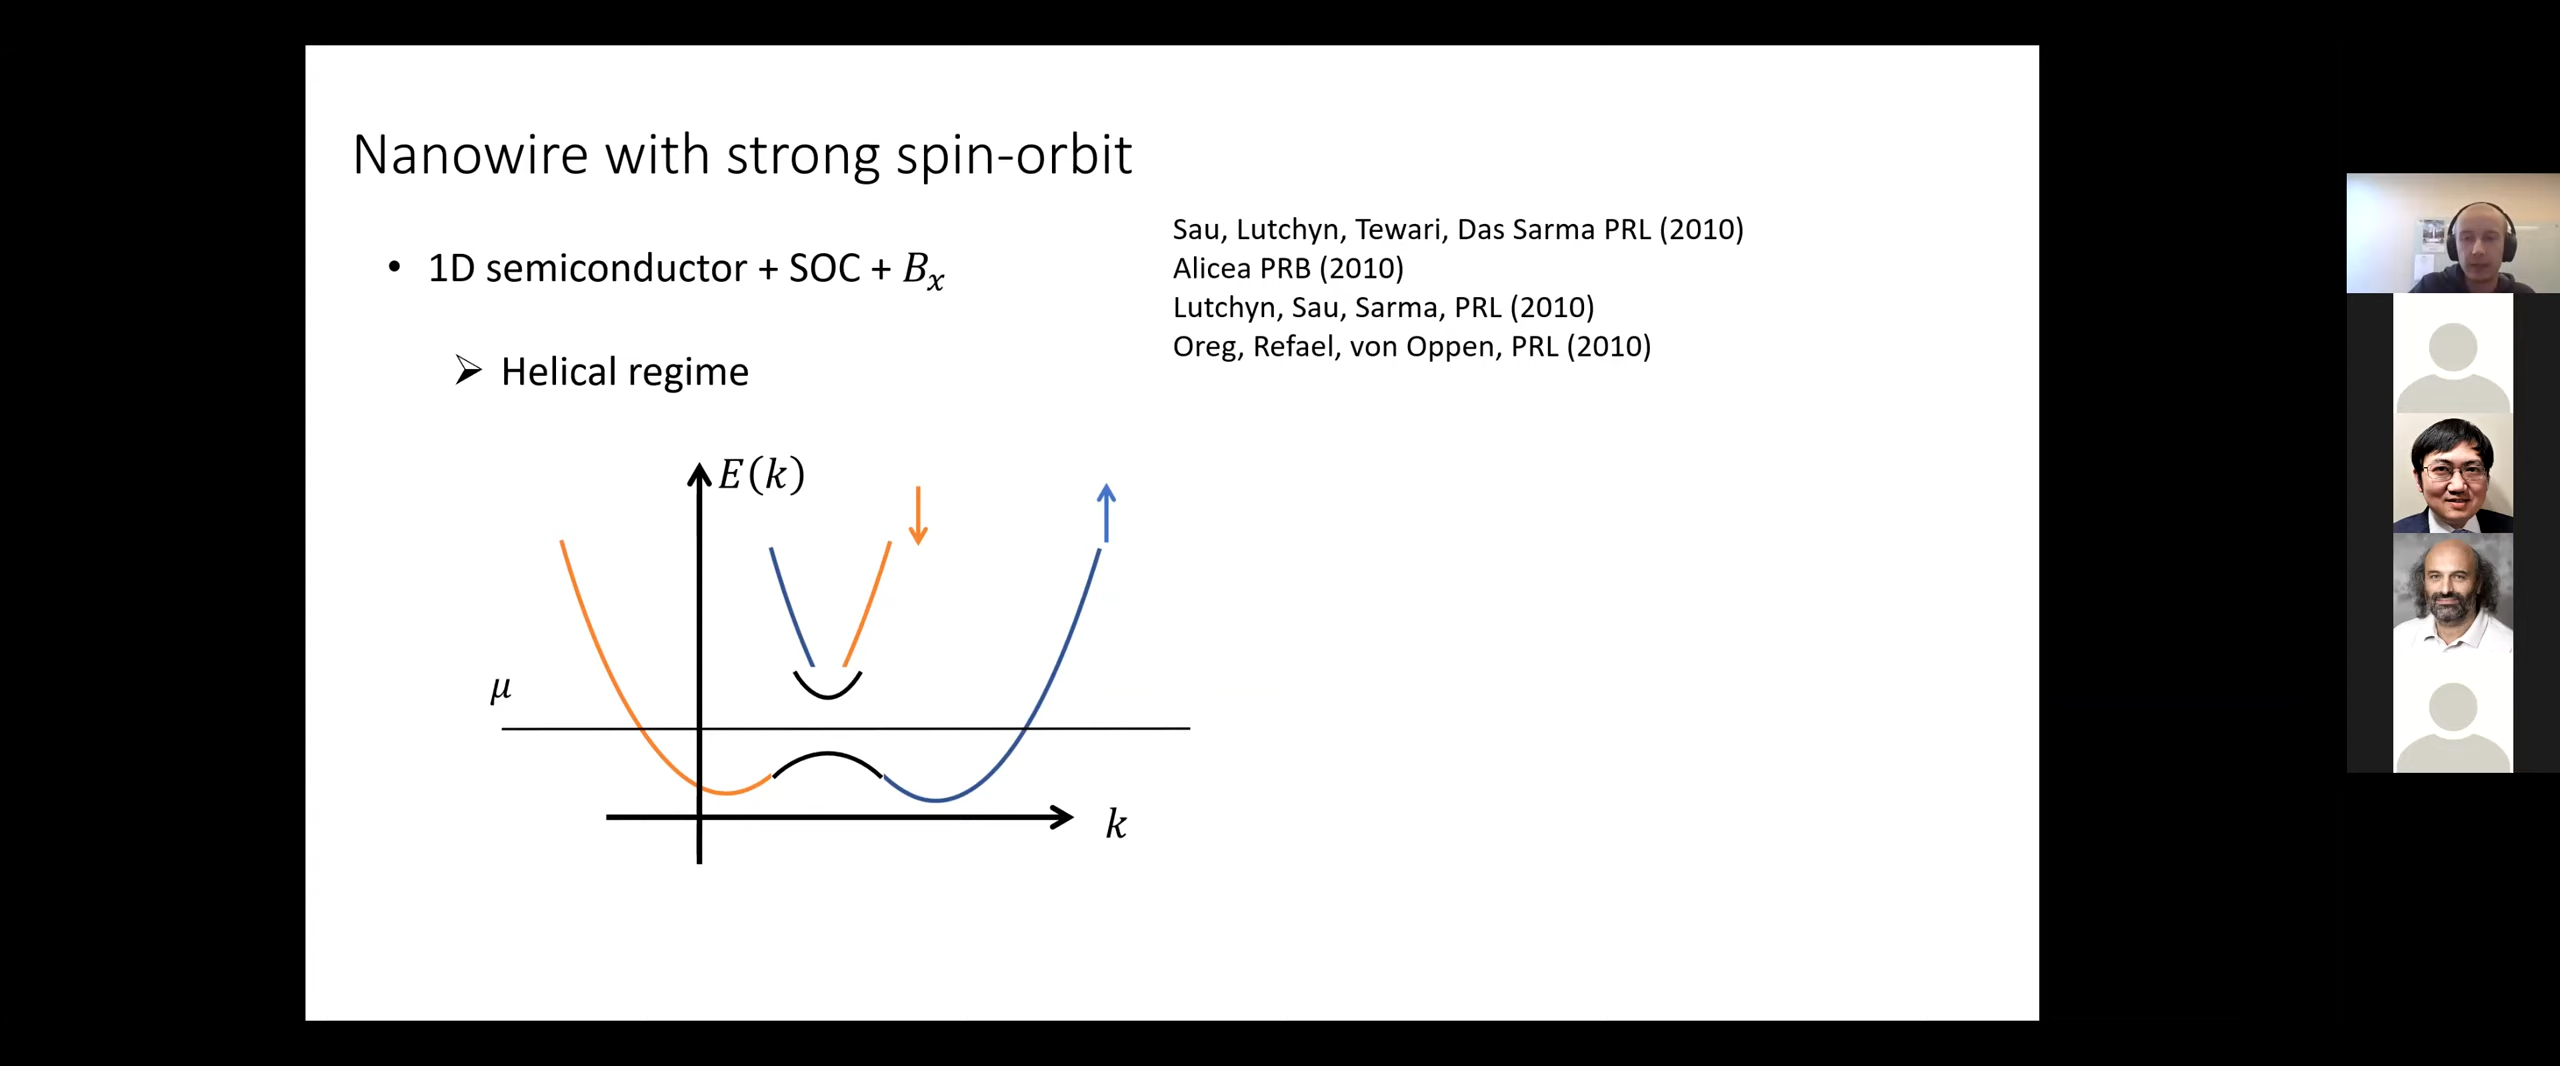 Nanowire with strong spin-orbit
• 1D semiconductor + SOC + Bₓ
➢ Helical regime
Sau, Lutchyn, Tewari, Das Sarma PRL (2010)
Alicea PRB (2010)
Lutchyn, Sau, Sarma, PRL (2010)
Oreg, Refael, von Oppen, PRL (2010)
E(k)
μ
k